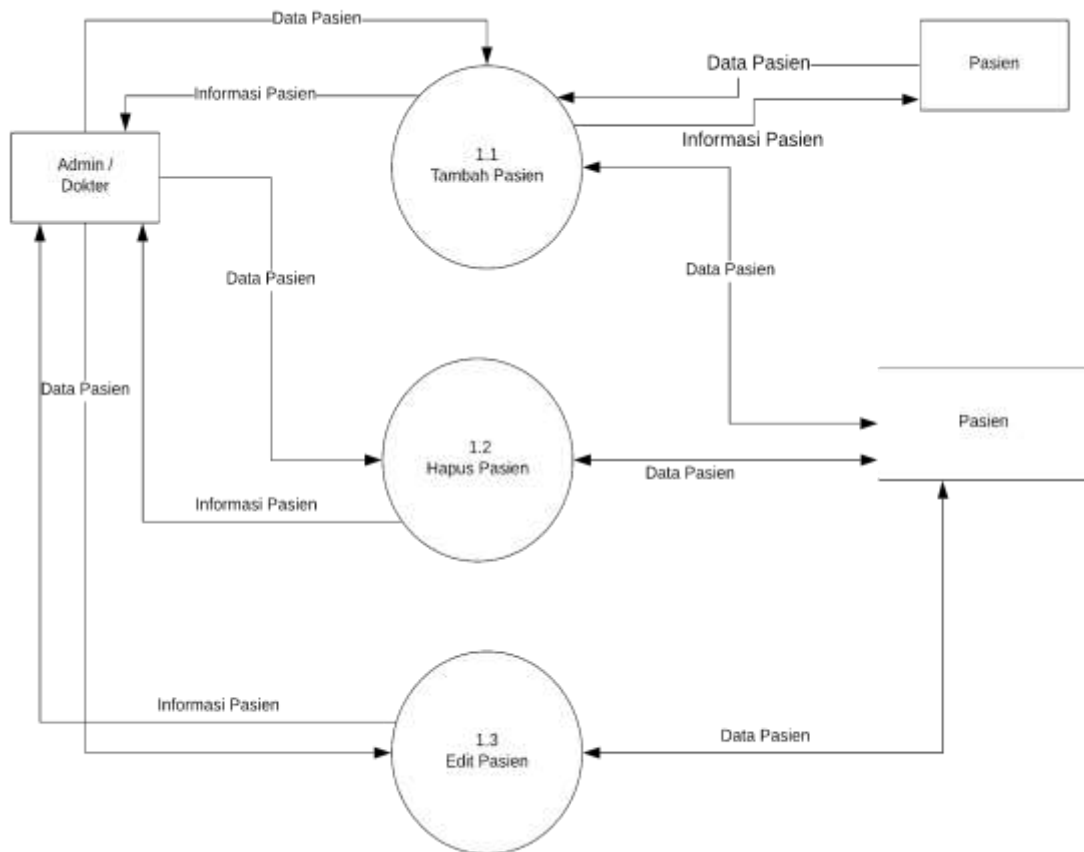 Data Pasien
Data Pasien
Pasien
Informasi Pasien
Informasi Pasien
1.1
Tambah Pasien
Admin /
Dokter
Data Pasien
Data Pasien
Data Pasien
Pasien
1.2
Hapus Pasien
Data Pasien
Informasi Pasien
Informasi Pasien
1.3
Edit Pasien
Data Pasien